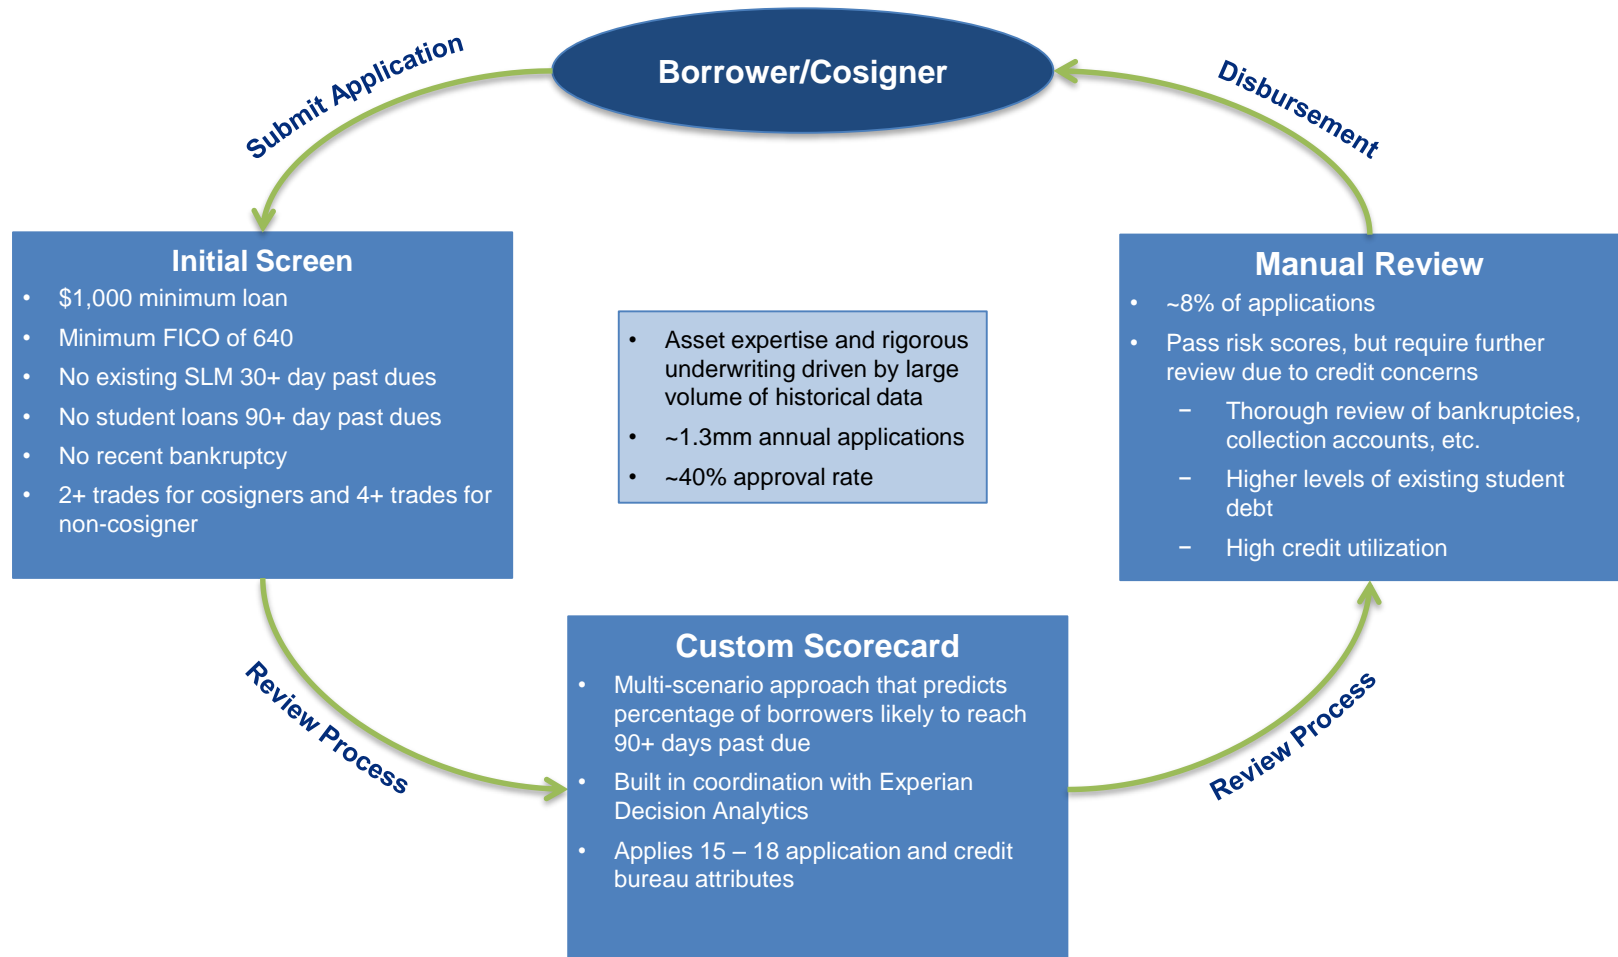 Borrower/Cosigner
Submit Application
Disbursement
Initial Screen
• $1,000 minimum loan
• Minimum FICO of 640
• No existing SLM 30+ day past dues
• No student loans 90+ day past dues
• No recent bankruptcy
• 2+ trades for cosigners and 4+ trades for
non-cosigner
• Asset expertise and rigorous
underwriting driven by large
volume of historical data
• ~1.3mm annual applications
• ~40% approval rate
Manual Review
• ~8% of applications
• Pass risk scores, but require further
review due to credit concerns
− Thorough review of bankruptcies,
collection accounts, etc.
− Higher levels of existing student
debt
− High credit utilization
Review Process
Custom Scorecard
• Multi-scenario approach that predicts
percentage of borrowers likely to reach
90+ days past due
• Built in coordination with Experian
Decision Analytics
• Applies 15 – 18 application and credit
bureau attributes
Review Process